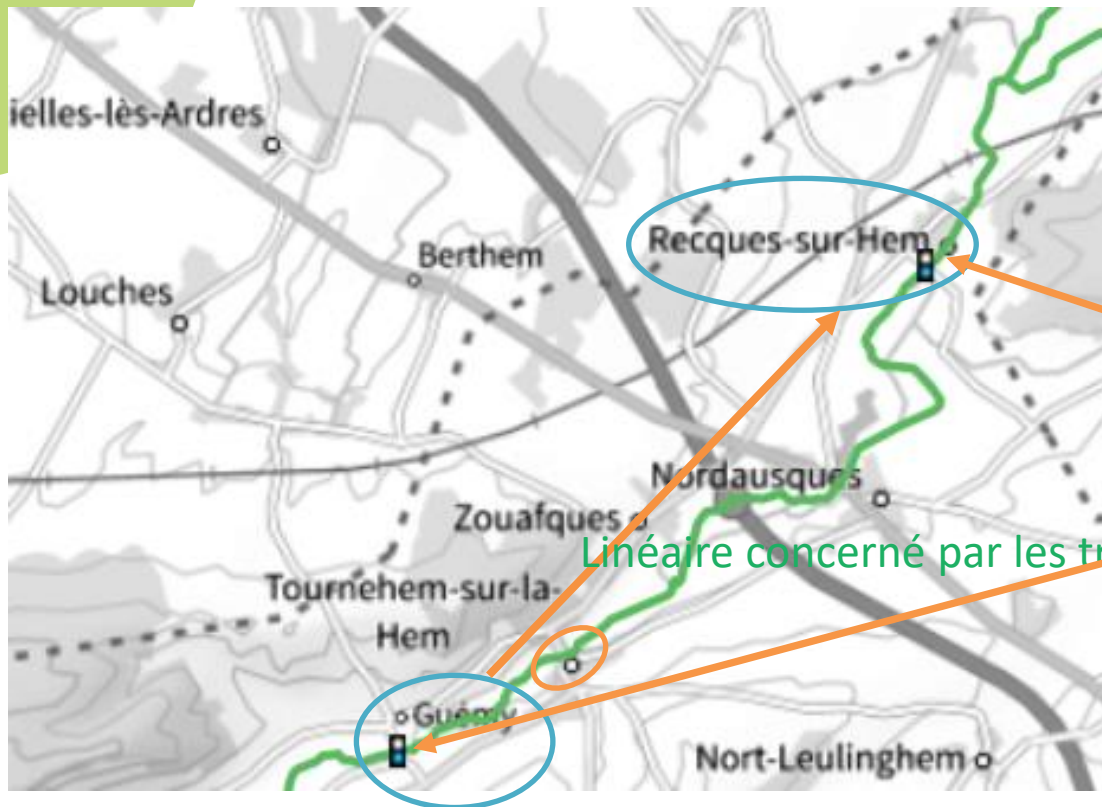 ielles-lès-Ardres
Recques-sur-Hem
Berthem
Louches
Nordausques
Zouafques
Linéaire concerné par les tr
Tournehem-sur-la-
Hem
Guémy
Nort-Leulinghem